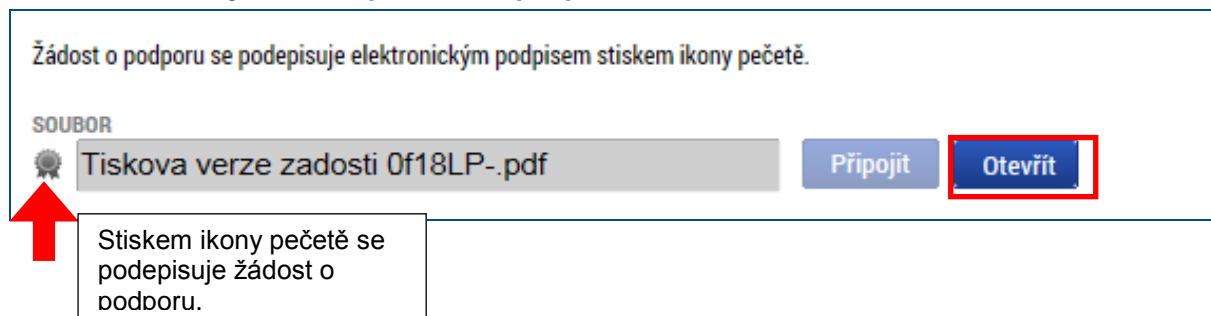 Žádost o podporu se podepisuje elektronickým podpisem stiskem ikony pečetě.
SOUBOR
Tiskova verze zadosti 0f18LP-.pdf
Připojit
Otevřít
Stiskem ikony pečetě se
podepisuje žádost o
podporu.